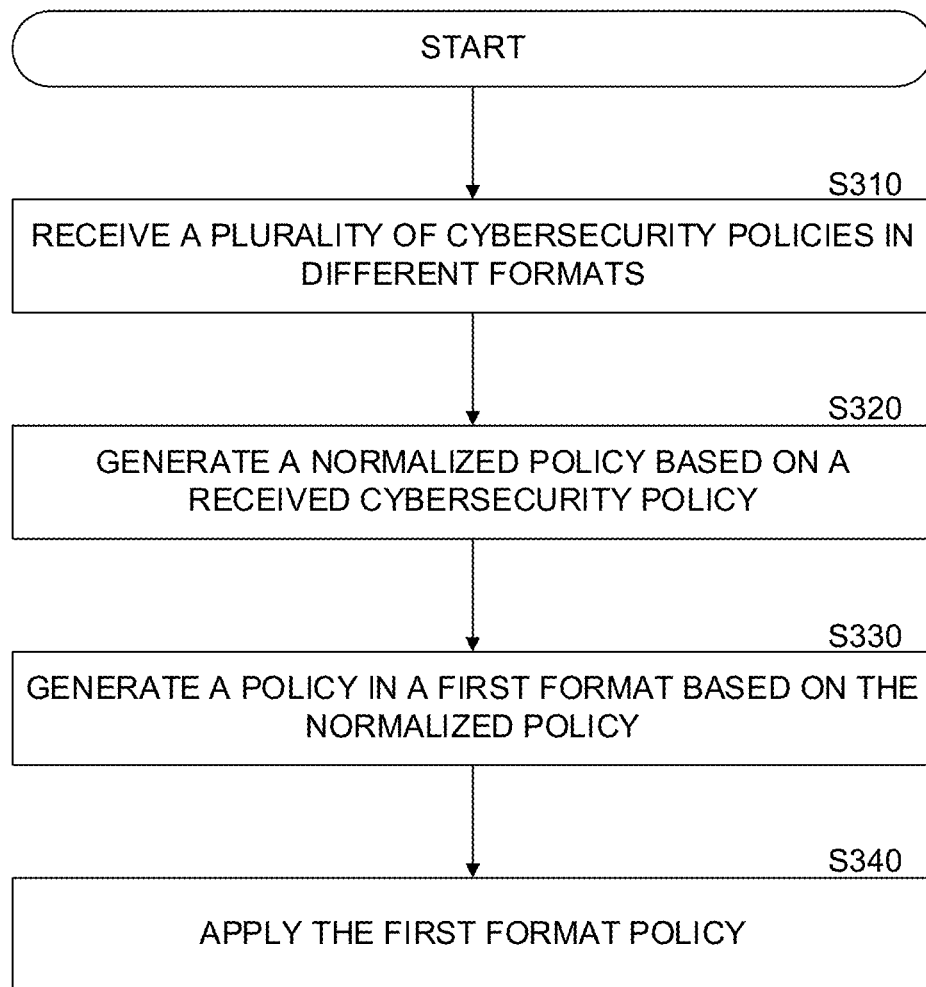 START
S310
RECEIVE A PLURALITY OF CYBERSECURITY POLICIES IN
DIFFERENT FORMATS
S320
GENERATE A NORMALIZED POLICY BASED ON A
RECEIVED CYBERSECURITY POLICY
S330
GENERATE A POLICY IN A FIRST FORMAT BASED ON THE
NORMALIZED POLICY
S340
APPLY THE FIRST FORMAT POLICY